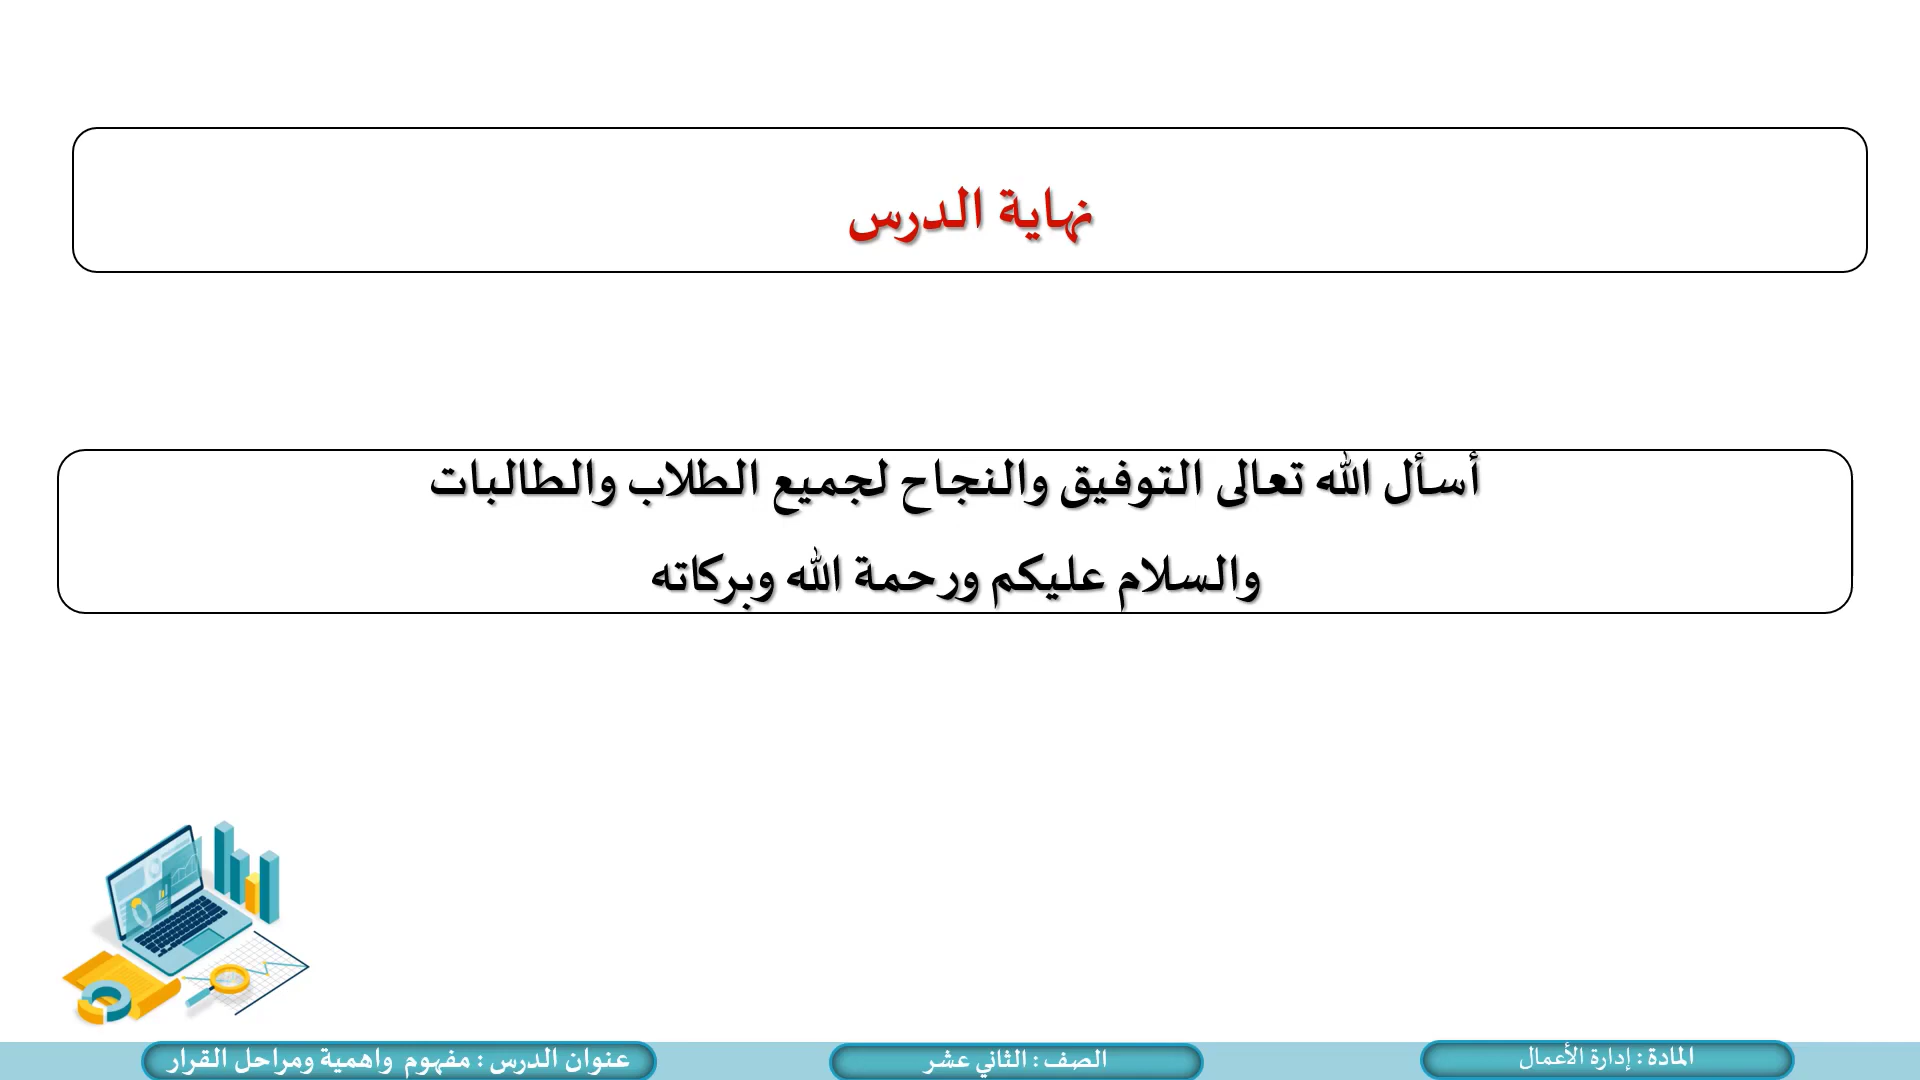 نهاية الدرس
أسأل الله تعالى التوفيق والنجاح لجميع الطلاب والطالبات
والسلام عليكم ورحمة الله وبركاته
المادة : إدارة الأعمال
الصف : الثاني عشر
عنوان الدرس : مفهوم واهمية ومراحل القرار